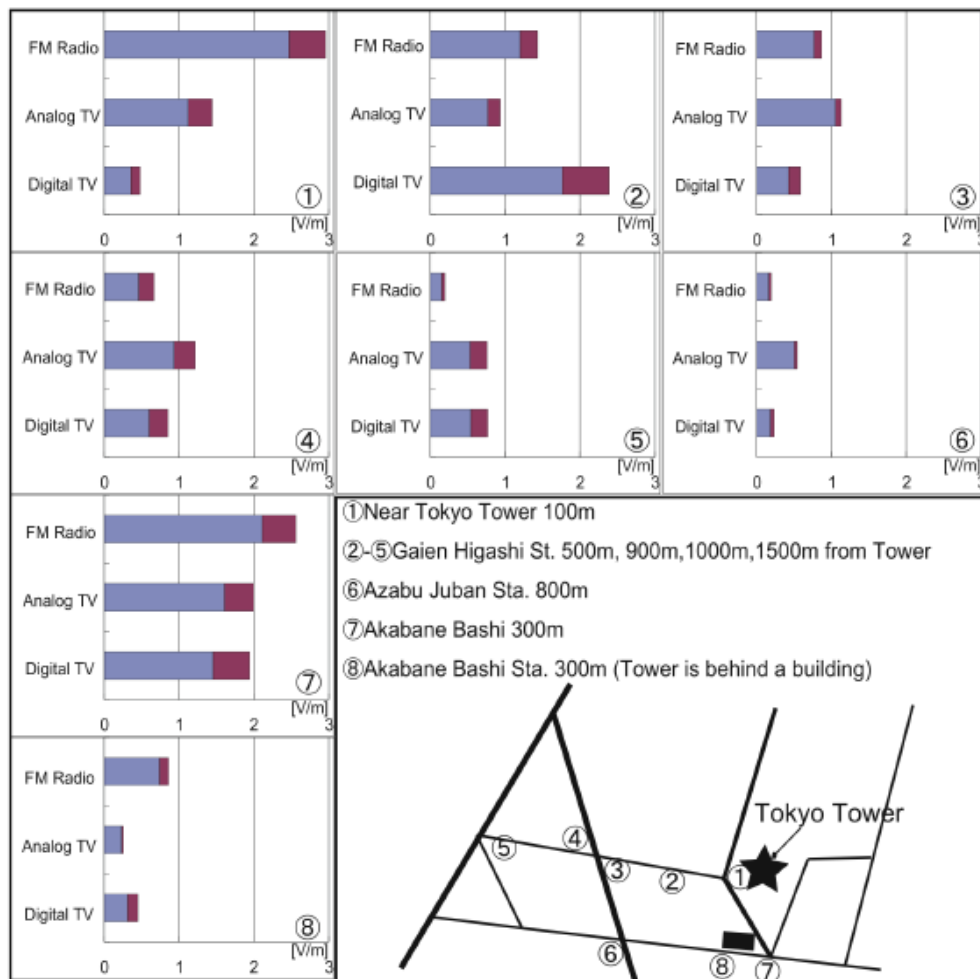 FM Radio
Analog TV
Digital TV
①
[V/m]
0 1 2 3
FM Radio
Analog TV
Digital TV
②
[V/m]
0 1 2 3
FM Radio
Analog TV
Digital TV
③
[V/m]
0 1 2 3
FM Radio
Analog TV
Digital TV
④
[V/m]
0 1 2 3
FM Radio
Analog TV
Digital TV
⑤
[V/m]
0 1 2 3
FM Radio
Analog TV
Digital TV
⑥
[V/m]
0 1 2 3
FM Radio
Analog TV
Digital TV
⑦
[V/m]
0 1 2 3
①Near Tokyo Tower 100m
②-⑤Gaien Higashi St. 500m, 900m,1000m,1500m from Tower
⑥Azabu Juban Sta. 800m
⑦Akabane Bashi 300m
⑧Akabane Bashi Sta. 300m (Tower is behind a building)
FM Radio
Analog TV
Digital TV
⑧
Tokyo Tower
⑤ ④ ③ ② ①
⑥ ⑧ ⑦